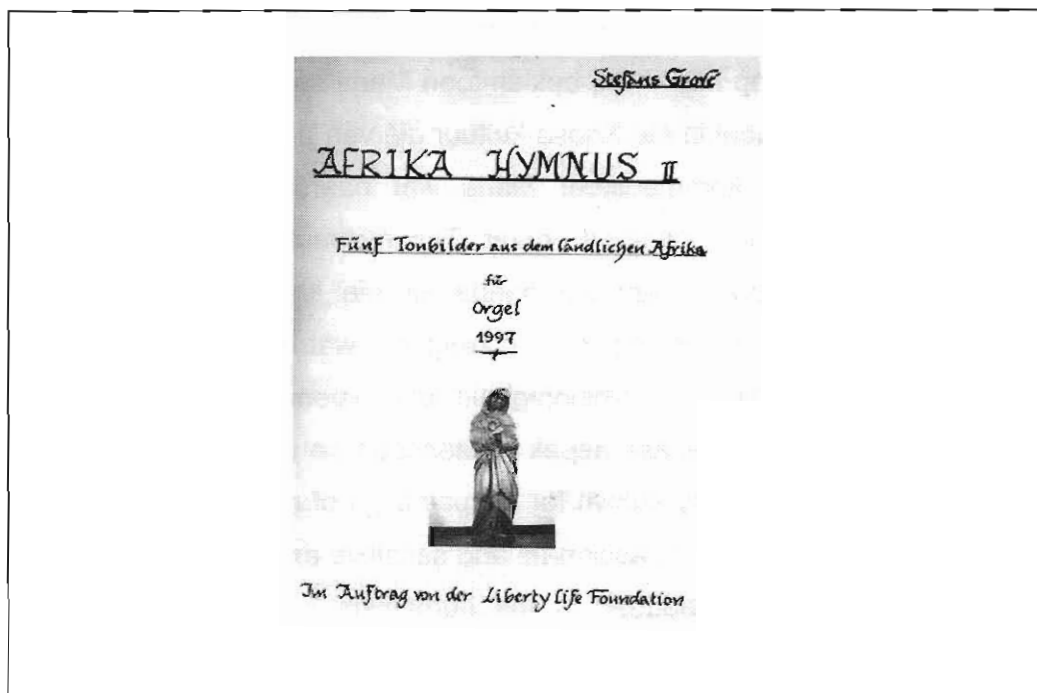 Stefans Grové
AFRIKA HYMNUS II
Fünf Tonbilder aus dem ländlichen Afrika
für
Orgel
1997
Im Auftrag von der Liberty Life Foundation